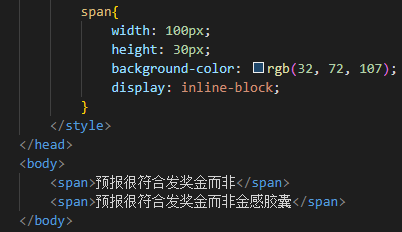 span{
width: 100px;
height: 30px;
background-color: rgb(32, 72, 107);
display: inline-block;
}
</style>
</head>
<body>
<span>预报很符合发奖金而非</span>
<span>预报很符合发奖金而非金感胶囊</span>
</body>